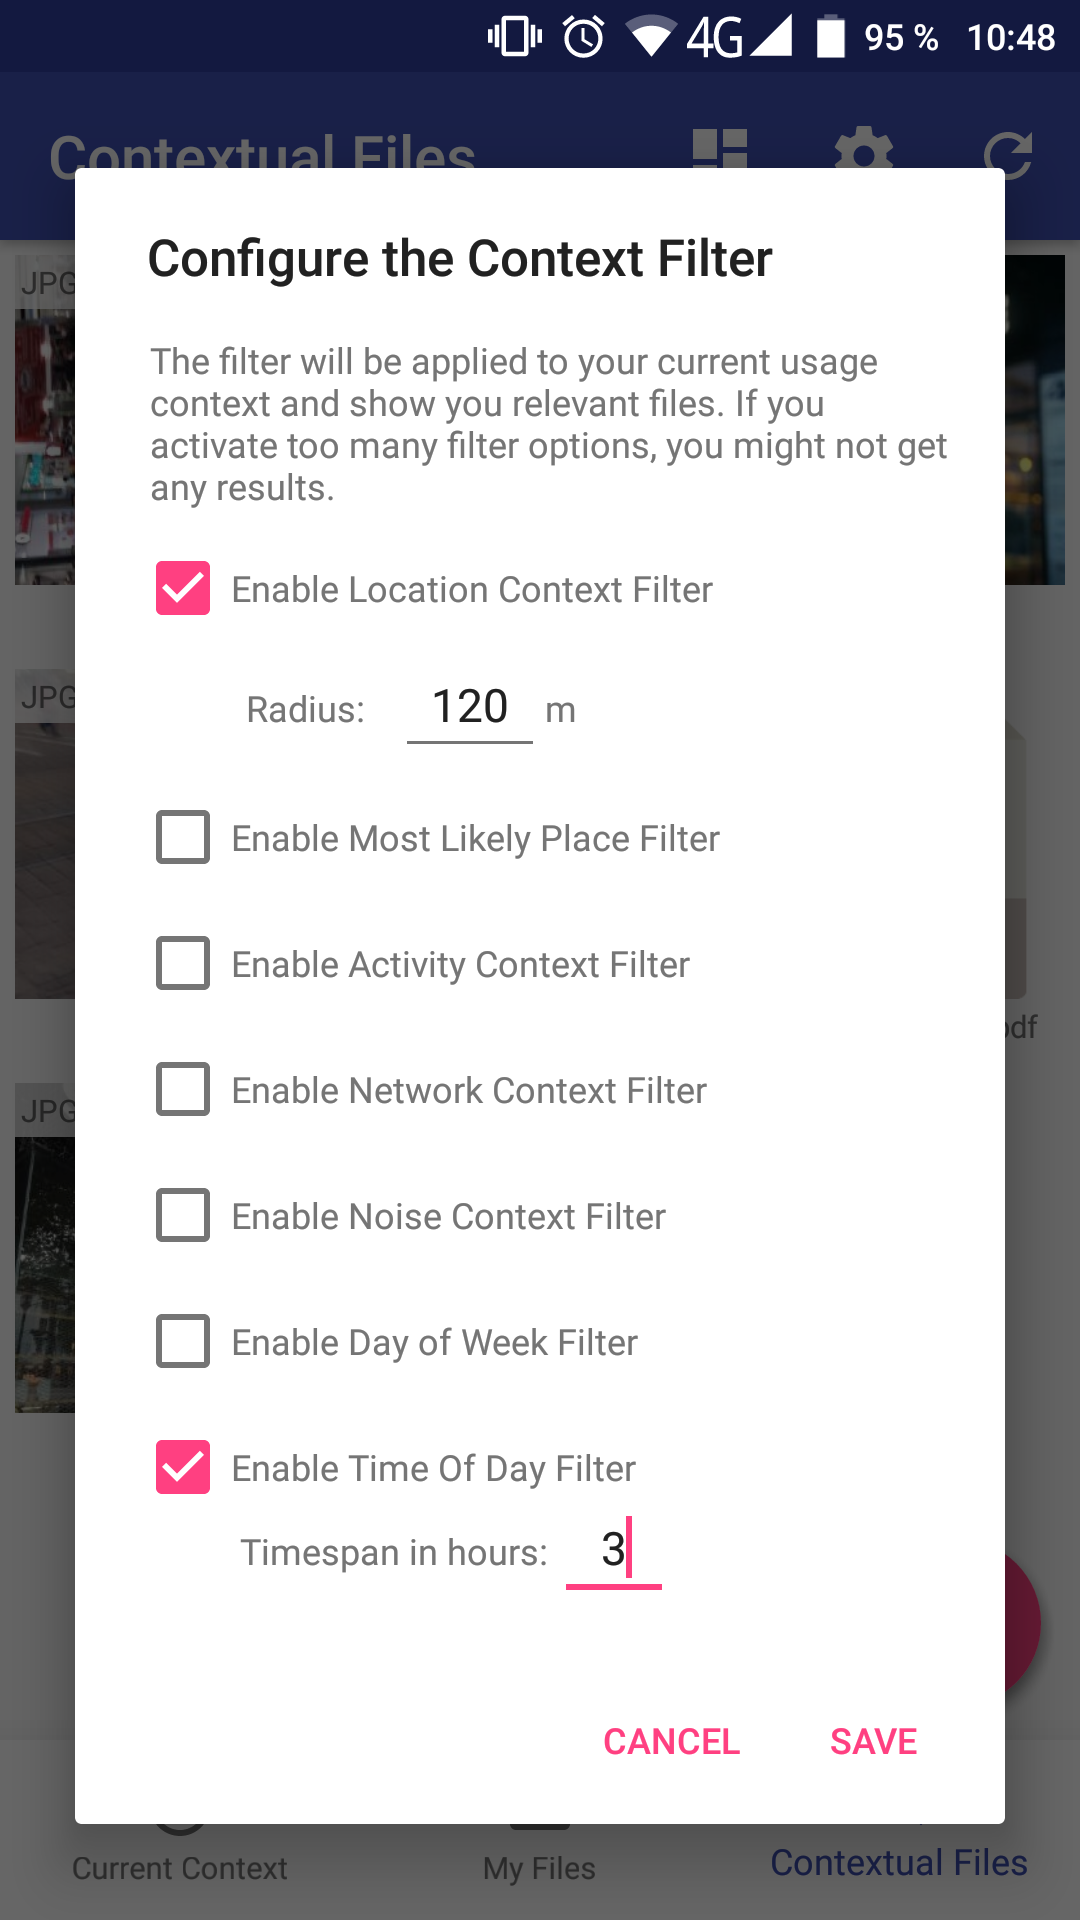 4G 95 % 10:48
Contextual Files
JPG
Configure the Context Filter
The filter will be applied to your current usage
context and show you relevant files. If you
activate too many filter options, you might not get
any results.
Enable Location Context Filter
Radius: 120 m
JPG
Enable Most Likely Place Filter
Enable Activity Context Filter
pdf
Enable Network Context Filter
JPG
Enable Noise Context Filter
Enable Day of Week Filter
Enable Time Of Day Filter
Timespan in hours: 3
CANCEL SAVE
Current Context My Files Contextual Files